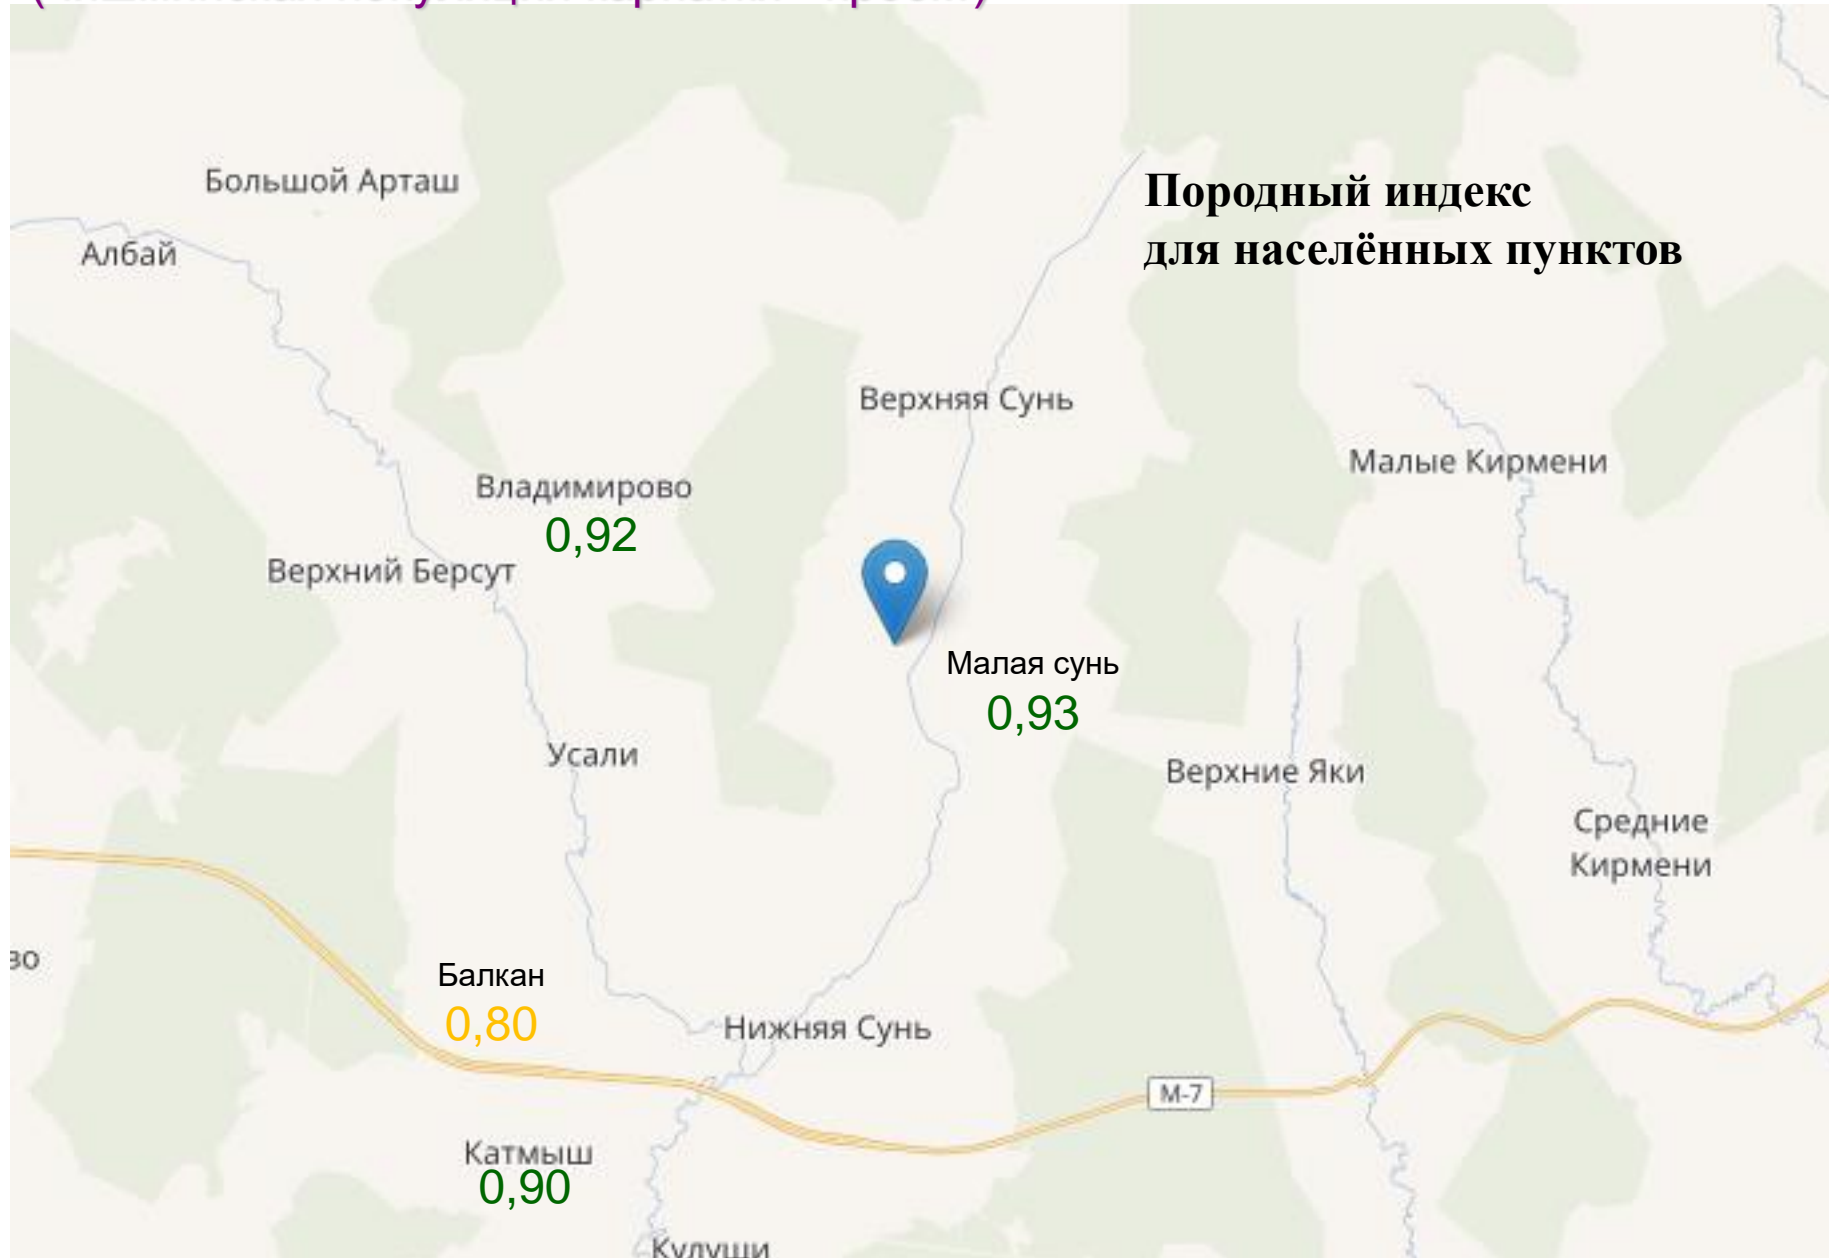 Породный индекс
для населённых пунктов
Большой Арташ
Албай
Верхняя Сунь
Малые Кирмени
Владимирово
0,92
Верхний Берсут
Малая сунь
0,93
Усали
Верхние Яки
Средние
Кирмени
во
Балкан
0,80
Нижняя Сунь
М-7
Катмыш
0,90